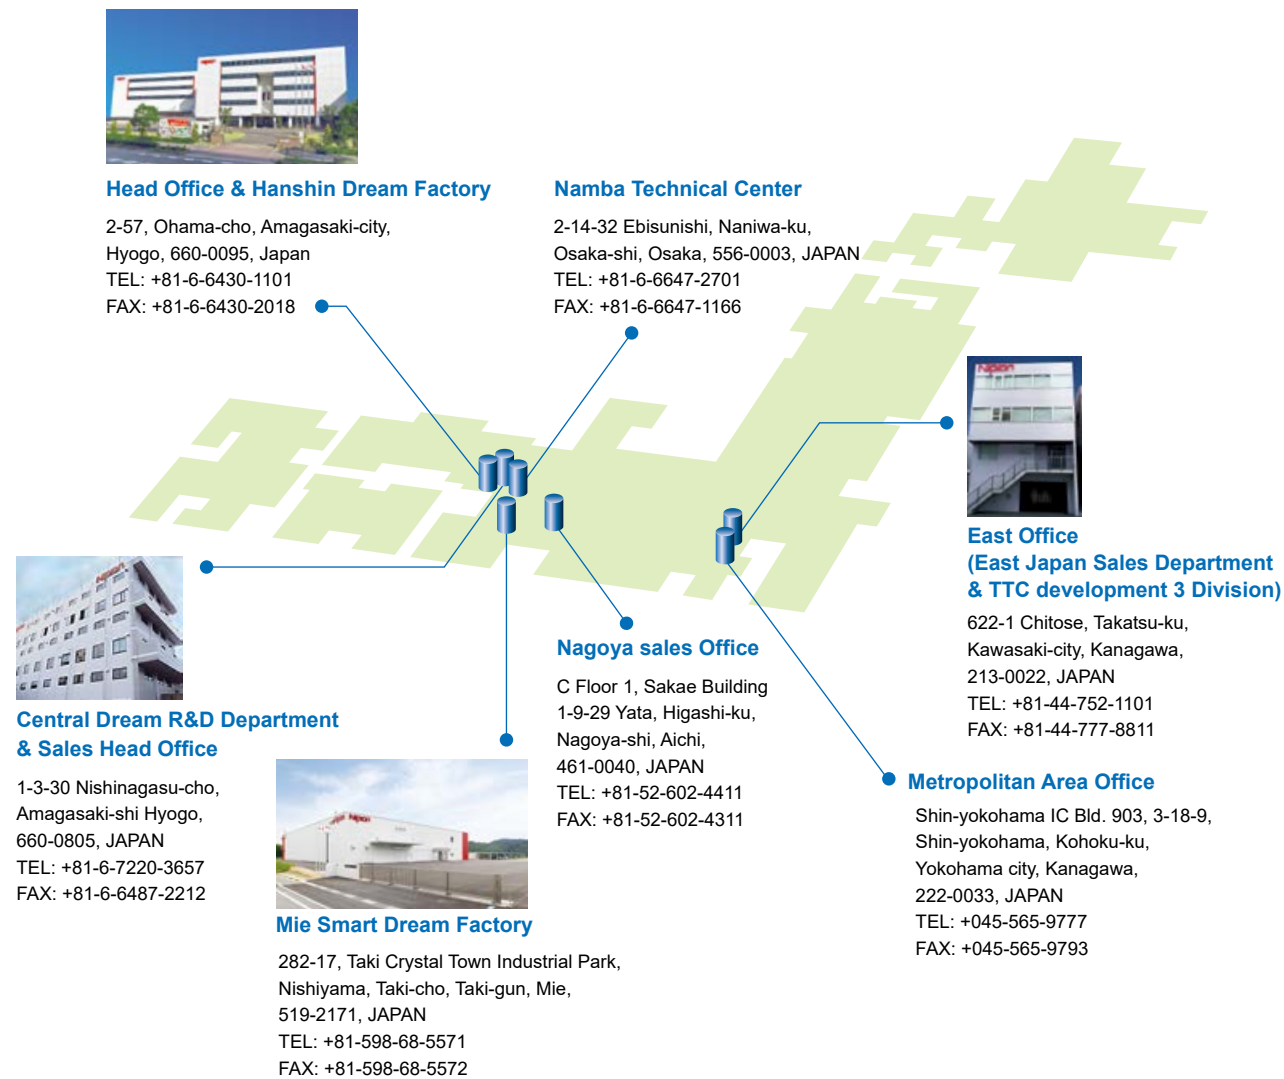 Head Office & Hanshin Dream Factory
2-57, Ohama-cho, Amagasaki-city,
Hyogo, 660-0095, Japan
TEL: +81-6-6430-1101
FAX: +81-6-6430-2018
Namba Technical Center
2-14-32 Ebisunishi, Naniwa-ku,
Osaka-shi, Osaka, 556-0003, JAPAN
TEL: +81-6-6647-2701
FAX: +81-6-6647-1166
Nipron
East Office
(East Japan Sales Department
& TTC development 3 Division)
622-1 Chitose, Takatsu-ku,
Kawasaki-city, Kanagawa,
213-0022, JAPAN
TEL: +81-44-752-1101
FAX: +81-44-777-8811
Nipron
Central Dream R&D Department
& Sales Head Office
1-3-30 Nishinagasu-cho,
Amagasaki-shi Hyogo,
660-0805, JAPAN
TEL: +81-6-7220-3657
FAX: +81-6-6487-2212
Nagoya sales Office
C Floor 1, Sakae Building
1-9-29 Yata, Higashi-ku,
Nagoya-shi, Aichi,
461-0040, JAPAN
TEL: +81-52-602-4411
FAX: +81-52-602-4311
Nipron
Mie Smart Dream Factory
282-17, Taki Crystal Town Industrial Park,
Nishiyama, Taki-cho, Taki-gun, Mie,
519-2171, JAPAN
TEL: +81-598-68-5571
FAX: +81-598-68-5572
Metropolitan Area Office
Shin-yokohama IC Bld. 903, 3-18-9,
Shin-yokohama, Kohoku-ku,
Yokohama city, Kanagawa,
222-0033, JAPAN
TEL: +045-565-9777
FAX: +045-565-9793